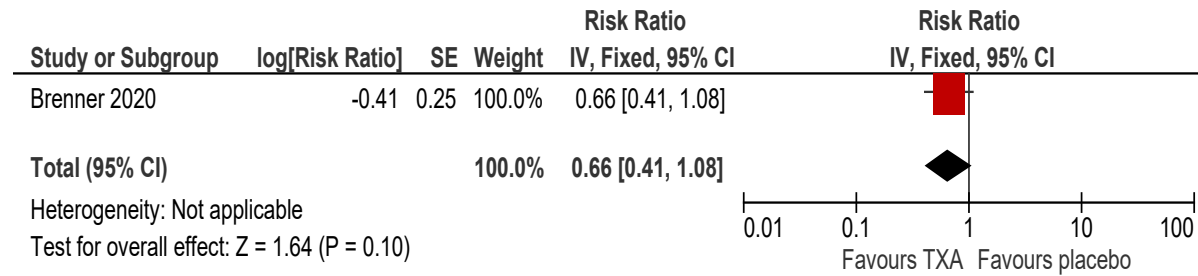 Risk Ratio Risk Ratio
Study or Subgroup log[Risk Ratio] SE Weight IV, Fixed, 95% CI IV, Fixed, 95% CI
Brenner 2020 -0.41 0.25 100.0% 0.66 [0.41, 1.08]
Total (95% CI) 100.0% 0.66 [0.41, 1.08]
Heterogeneity: Not applicable
Test for overall effect: Z = 1.64 (P = 0.10)
0.01 0.1 1 10 100
Favours TXA Favours placebo